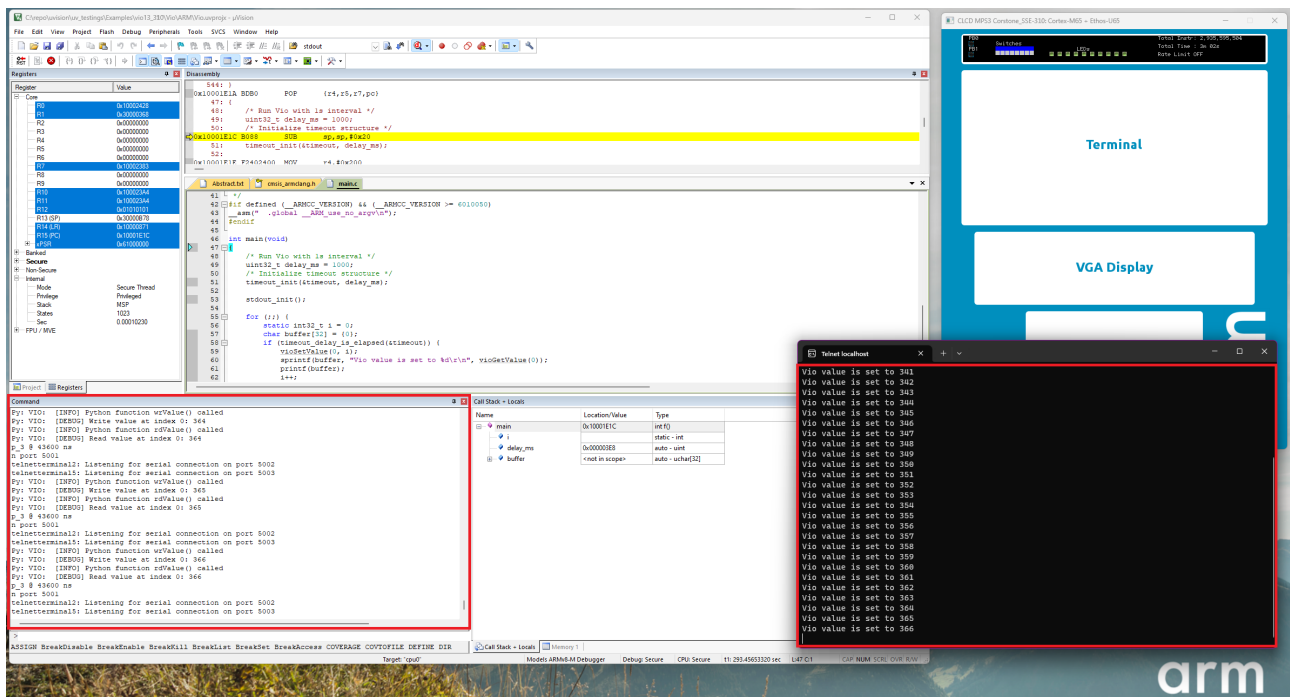 C:\repo\uvision\uv_testings\Examples\vio13_310\Vio\ARM\Vio.uvprojx - µVision
File Edit View Project Flash Debug Peripherals Tools SVCS Window Help
stdout
Registers
Register Value
Core
R0 0x10002428
R1 0x30000368
R2 0x00000000
R3 0x00000000
R4 0x00000000
R5 0x00000000
R6 0x00000000
R7 0x10002383
R8 0x00000000
R9 0x00000000
R10 0x100023A4
R11 0x100023A4
R12 0x01010101
R13 (SP) 0x30000B78
R14 (LR) 0x10000871
R15 (PC) 0x10001E1C
xPSR 0x61000000
Banked
Secure
Non-Secure
Internal
Mode Secure Thread
Privilege Privileged
Stack MSP
States 1023
Sec 0.00010230
FPU / MVE
Project Registers
Disassembly
544: }
0x10001E1A BDB0 POP {r4,r5,r7,pc}
47: {
48: /* Run Vio with 1s interval */
49: uint32_t delay_ms = 1000;
50: /* Initialize timeout structure */
0x10001E1C B088 SUB sp,sp,#0x20
51: timeout_init(&timeout, delay_ms);
52:
0x10001E1E F2402400 MOV r4,#0x200
Abstract.txt cmsis_armclang.h main.c
41 */
42 #if defined (__ARMCC_VERSION) && (__ARMCC_VERSION >= 6010050)
43 __asm(" .global __ARM_use_no_argv\n");
44 #endif
45
46 int main(void)
47 {
48 /* Run Vio with 1s interval */
49 uint32_t delay_ms = 1000;
50 /* Initialize timeout structure */
51 timeout_init(&timeout, delay_ms);
52
53 stdout_init();
54
55 for (;;) {
56 static int32_t i = 0;
57 char buffer[32] = {0};
58 if (timeout_delay_is_elapsed(&timeout)) {
59 vioSetValue(0, i);
60 sprintf(buffer, "Vio value is set to %d\r\n", vioGetValue(0));
61 printf(buffer);
62 i++;
Command
Py: VIO: [INFO] Python function wrValue() called
Py: VIO: [DEBUG] Write value at index 0: 364
Py: VIO: [INFO] Python function rdValue() called
Py: VIO: [DEBUG] Read value at index 0: 364
p_3 @ 43600 ns
n port 5001
telnetterminal2: Listening for serial connection on port 5002
telnetterminal5: Listening for serial connection on port 5003
Py: VIO: [INFO] Python function wrValue() called
Py: VIO: [DEBUG] Write value at index 0: 365
Py: VIO: [INFO] Python function rdValue() called
Py: VIO: [DEBUG] Read value at index 0: 365
p_3 @ 43600 ns
n port 5001
telnetterminal2: Listening for serial connection on port 5002
telnetterminal5: Listening for serial connection on port 5003
Py: VIO: [INFO] Python function wrValue() called
Py: VIO: [DEBUG] Write value at index 0: 366
Py: VIO: [INFO] Python function rdValue() called
Py: VIO: [DEBUG] Read value at index 0: 366
p_3 @ 43600 ns
n port 5001
telnetterminal2: Listening for serial connection on port 5002
telnetterminal5: Listening for serial connection on port 5003
>
ASSIGN BreakDisable BreakEnable BreakKill BreakList BreakSet BreakAccess COVERAGE COVTOFILE DEFINE DIR
Call Stack + Locals
Name Location/Value Type
main 0x10001E1C int f()
i static - int
delay_ms 0x000003E8 auto - uint
buffer <not in scope> auto - uchar[32]
Call Stack + Locals Memory 1
Target: 'cpu0' Models ARMv8-M Debugger Debug: Secure CPU: Secure t1: 293.45653320 sec L:47 C:1 CAP NUM SCRL OVR R/W
CLCD MPS3 Corstone_SSE-310: Cortex-M65 + Ethos-U65
PB0
PB1
Switches
LEDs
Total Instr: 2,935,595,504
Total Time : 3m 02s
Rate Limit OFF
Terminal
VGA Display
Telnet localhost
Vio value is set to 341
Vio value is set to 342
Vio value is set to 343
Vio value is set to 344
Vio value is set to 345
Vio value is set to 346
Vio value is set to 347
Vio value is set to 348
Vio value is set to 349
Vio value is set to 350
Vio value is set to 351
Vio value is set to 352
Vio value is set to 353
Vio value is set to 354
Vio value is set to 355
Vio value is set to 356
Vio value is set to 357
Vio value is set to 358
Vio value is set to 359
Vio value is set to 360
Vio value is set to 361
Vio value is set to 362
Vio value is set to 363
Vio value is set to 364
Vio value is set to 365
Vio value is set to 366
arm